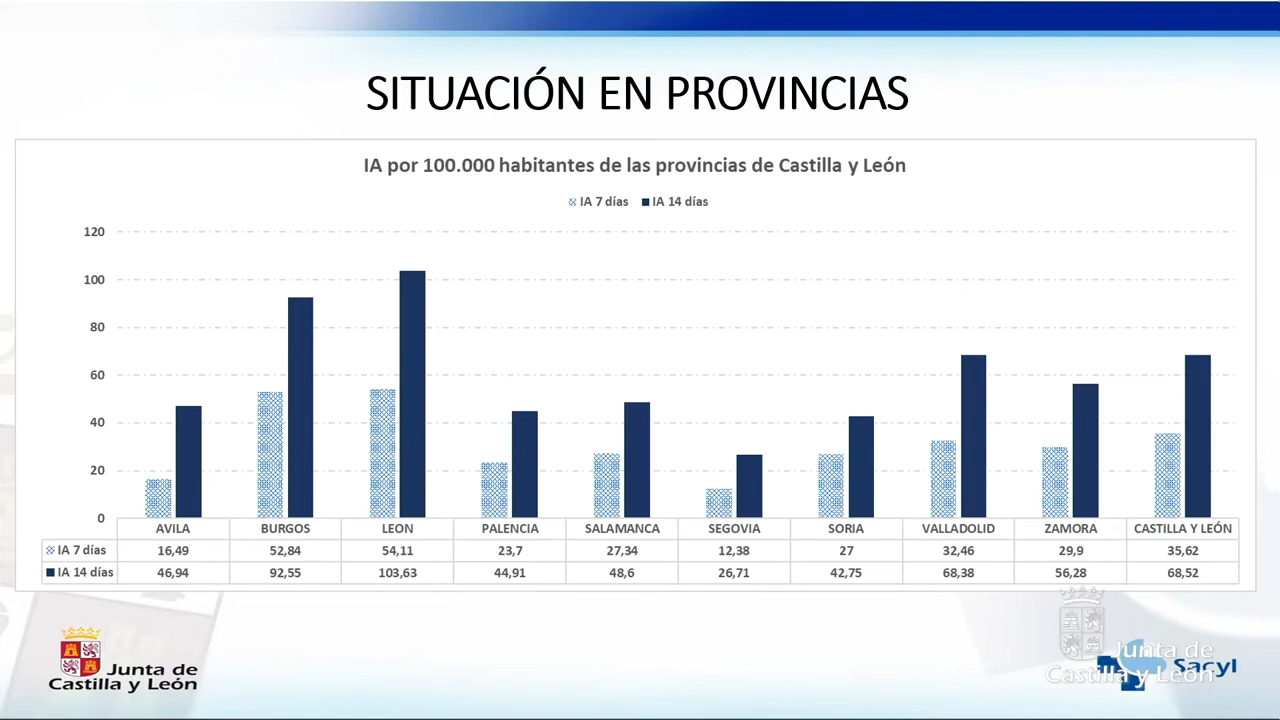 SITUACIÓN EN PROVINCIAS
IA por 100.000 habitantes de las provincias de Castilla y León
IA 7 días IA 14 días
120
100
80
60
40
20
0
AVILA BURGOS LEON PALENCIA SALAMANCA SEGOVIA SORIA VALLADOLID ZAMORA CASTILLA Y LEÓN
IA 7 días 16,49 52,84 54,11 23,7 27,34 12,38 27 32,46 29,9 35,62
IA 14 días 46,94 92,55 103,63 44,91 48,6 26,71 42,75 68,38 56,28 68,52
Junta de
Castilla y León
Junta de
Castilla y León
Sacyl